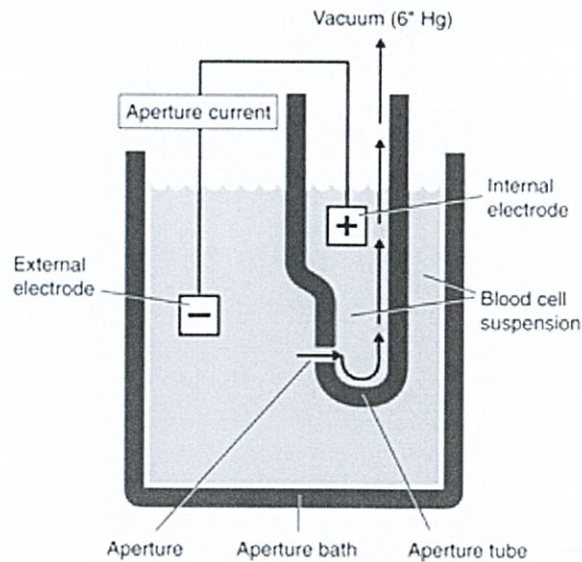 Vacuum (6" Hg)
Aperture current
Internal
electrode
+
External
electrode
−
Blood cell
suspension
Aperture
Aperture bath
Aperture tube